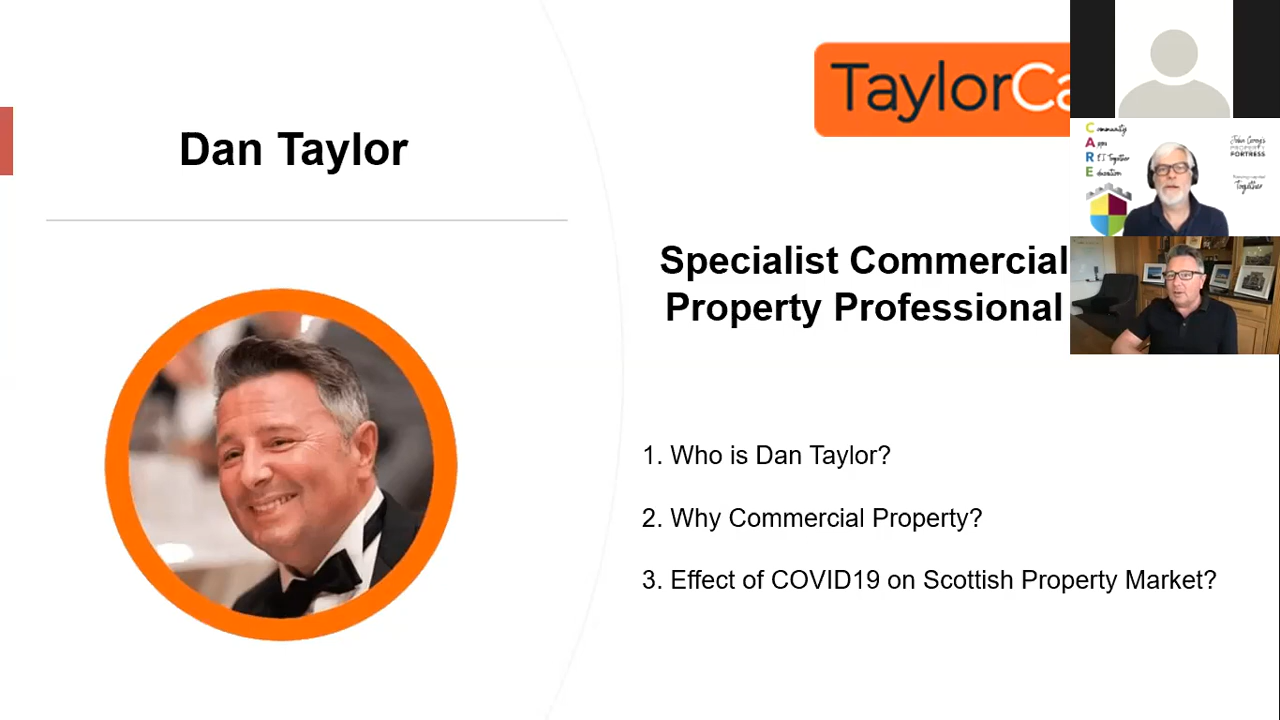 Dan Taylor
TaylorCa
Specialist Commercial
Property Professional
1. Who is Dan Taylor?
2. Why Commercial Property?
3. Effect of COVID19 on Scottish Property Market?
Community
A
R
Education
PROPERTY
FORTRESS
Together